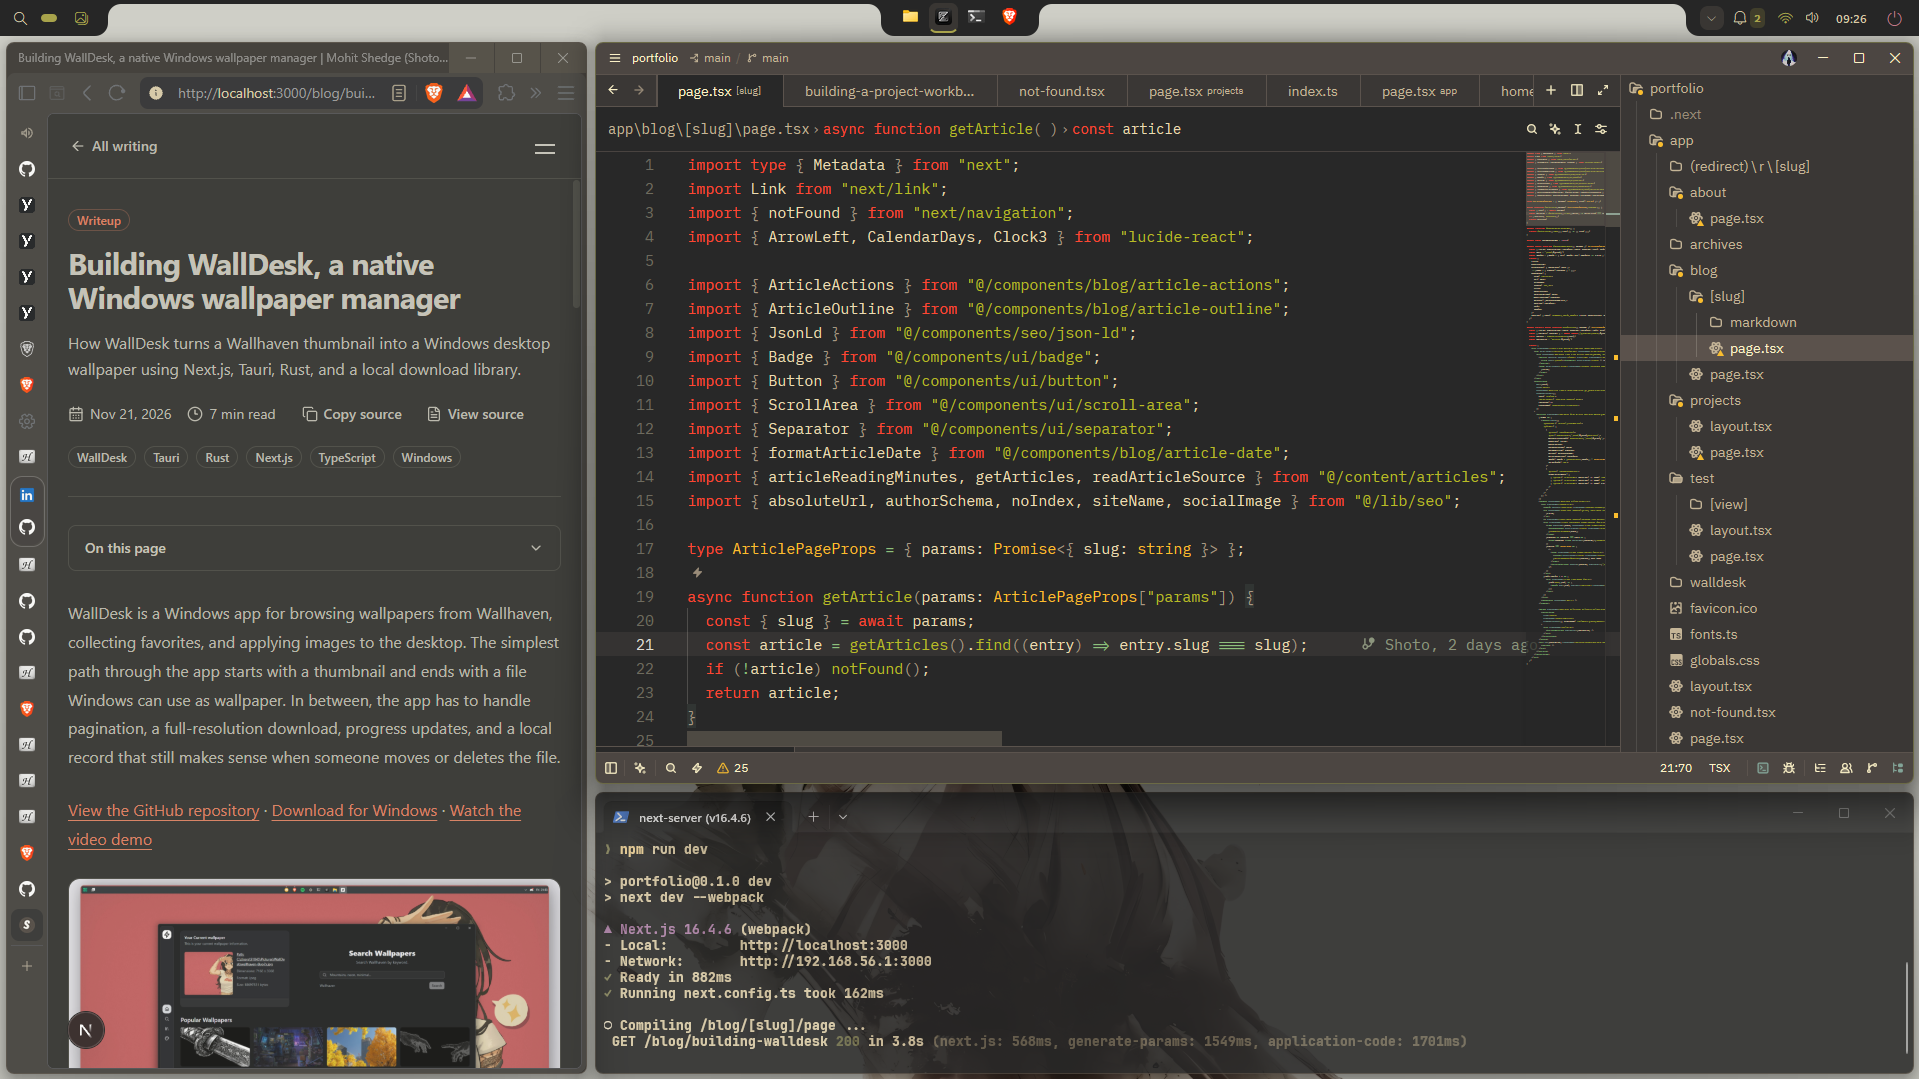 2
09:26
Building WallDesk, a native Windows wallpaper manager | Mohit Shedge (Shoto...
http://localhost:3000/blog/bui...
All writing
Writeup
Building WallDesk, a native
Windows wallpaper manager
How WallDesk turns a Wallhaven thumbnail into a Windows desktop
wallpaper using Next.js, Tauri, Rust, and a local download library.
Nov 21, 2026 7 min read Copy source View source
WallDesk Tauri Rust Next.js TypeScript Windows
On this page
WallDesk is a Windows app for browsing wallpapers from Wallhaven,
collecting favorites, and applying images to the desktop. The simplest
path through the app starts with a thumbnail and ends with a file
Windows can use as wallpaper. In between, the app has to handle
pagination, a full-resolution download, progress updates, and a local
record that still makes sense when someone moves or deletes the file.
View the GitHub repository · Download for Windows · Watch the
video demo
Search Wallpapers
Popular Wallpapers
N
portfolio main / main
page.tsx [slug] building-a-project-workb... not-found.tsx page.tsx projects index.ts page.tsx app home
app\blog\[slug]\page.tsx › async function getArticle( ) › const article
1 import type { Metadata } from "next";
2 import Link from "next/link";
3 import { notFound } from "next/navigation";
4 import { ArrowLeft, CalendarDays, Clock3 } from "lucide-react";
5
6 import { ArticleActions } from "@/components/blog/article-actions";
7 import { ArticleOutline } from "@/components/blog/article-outline";
8 import { JsonLd } from "@/components/seo/json-ld";
9 import { Badge } from "@/components/ui/badge";
10 import { Button } from "@/components/ui/button";
11 import { ScrollArea } from "@/components/ui/scroll-area";
12 import { Separator } from "@/components/ui/separator";
13 import { formatArticleDate } from "@/components/blog/article-date";
14 import { articleReadingMinutes, getArticles, readArticleSource } from "@/content/articles";
15 import { absoluteUrl, authorSchema, noIndex, siteName, socialImage } from "@/lib/seo";
16
17 type ArticlePageProps = { params: Promise<{ slug: string }> };
18
19 async function getArticle(params: ArticlePageProps["params"]) {
20 const { slug } = await params;
21 const article = getArticles().find((entry) => entry.slug === slug); Shoto, 2 days ago
22 if (!article) notFound();
23 return article;
24 }
25
25
21:70 TSX
portfolio
.next
app
(redirect)\r\[slug]
about
page.tsx
archives
blog
[slug]
markdown
page.tsx
page.tsx
projects
layout.tsx
page.tsx
test
[view]
layout.tsx
page.tsx
walldesk
favicon.ico
fonts.ts
globals.css
layout.tsx
not-found.tsx
page.tsx
next-server (v16.4.6)
❯ npm run dev
> portfolio@0.1.0 dev
> next dev --webpack
▲ Next.js 16.4.6 (webpack)
- Local: http://localhost:3000
- Network: http://192.168.56.1:3000
✓ Ready in 882ms
✓ Running next.config.ts took 162ms
○ Compiling /blog/[slug]/page ...
GET /blog/building-walldesk 200 in 3.8s (next.js: 568ms, generate-params: 1549ms, application-code: 1701ms)